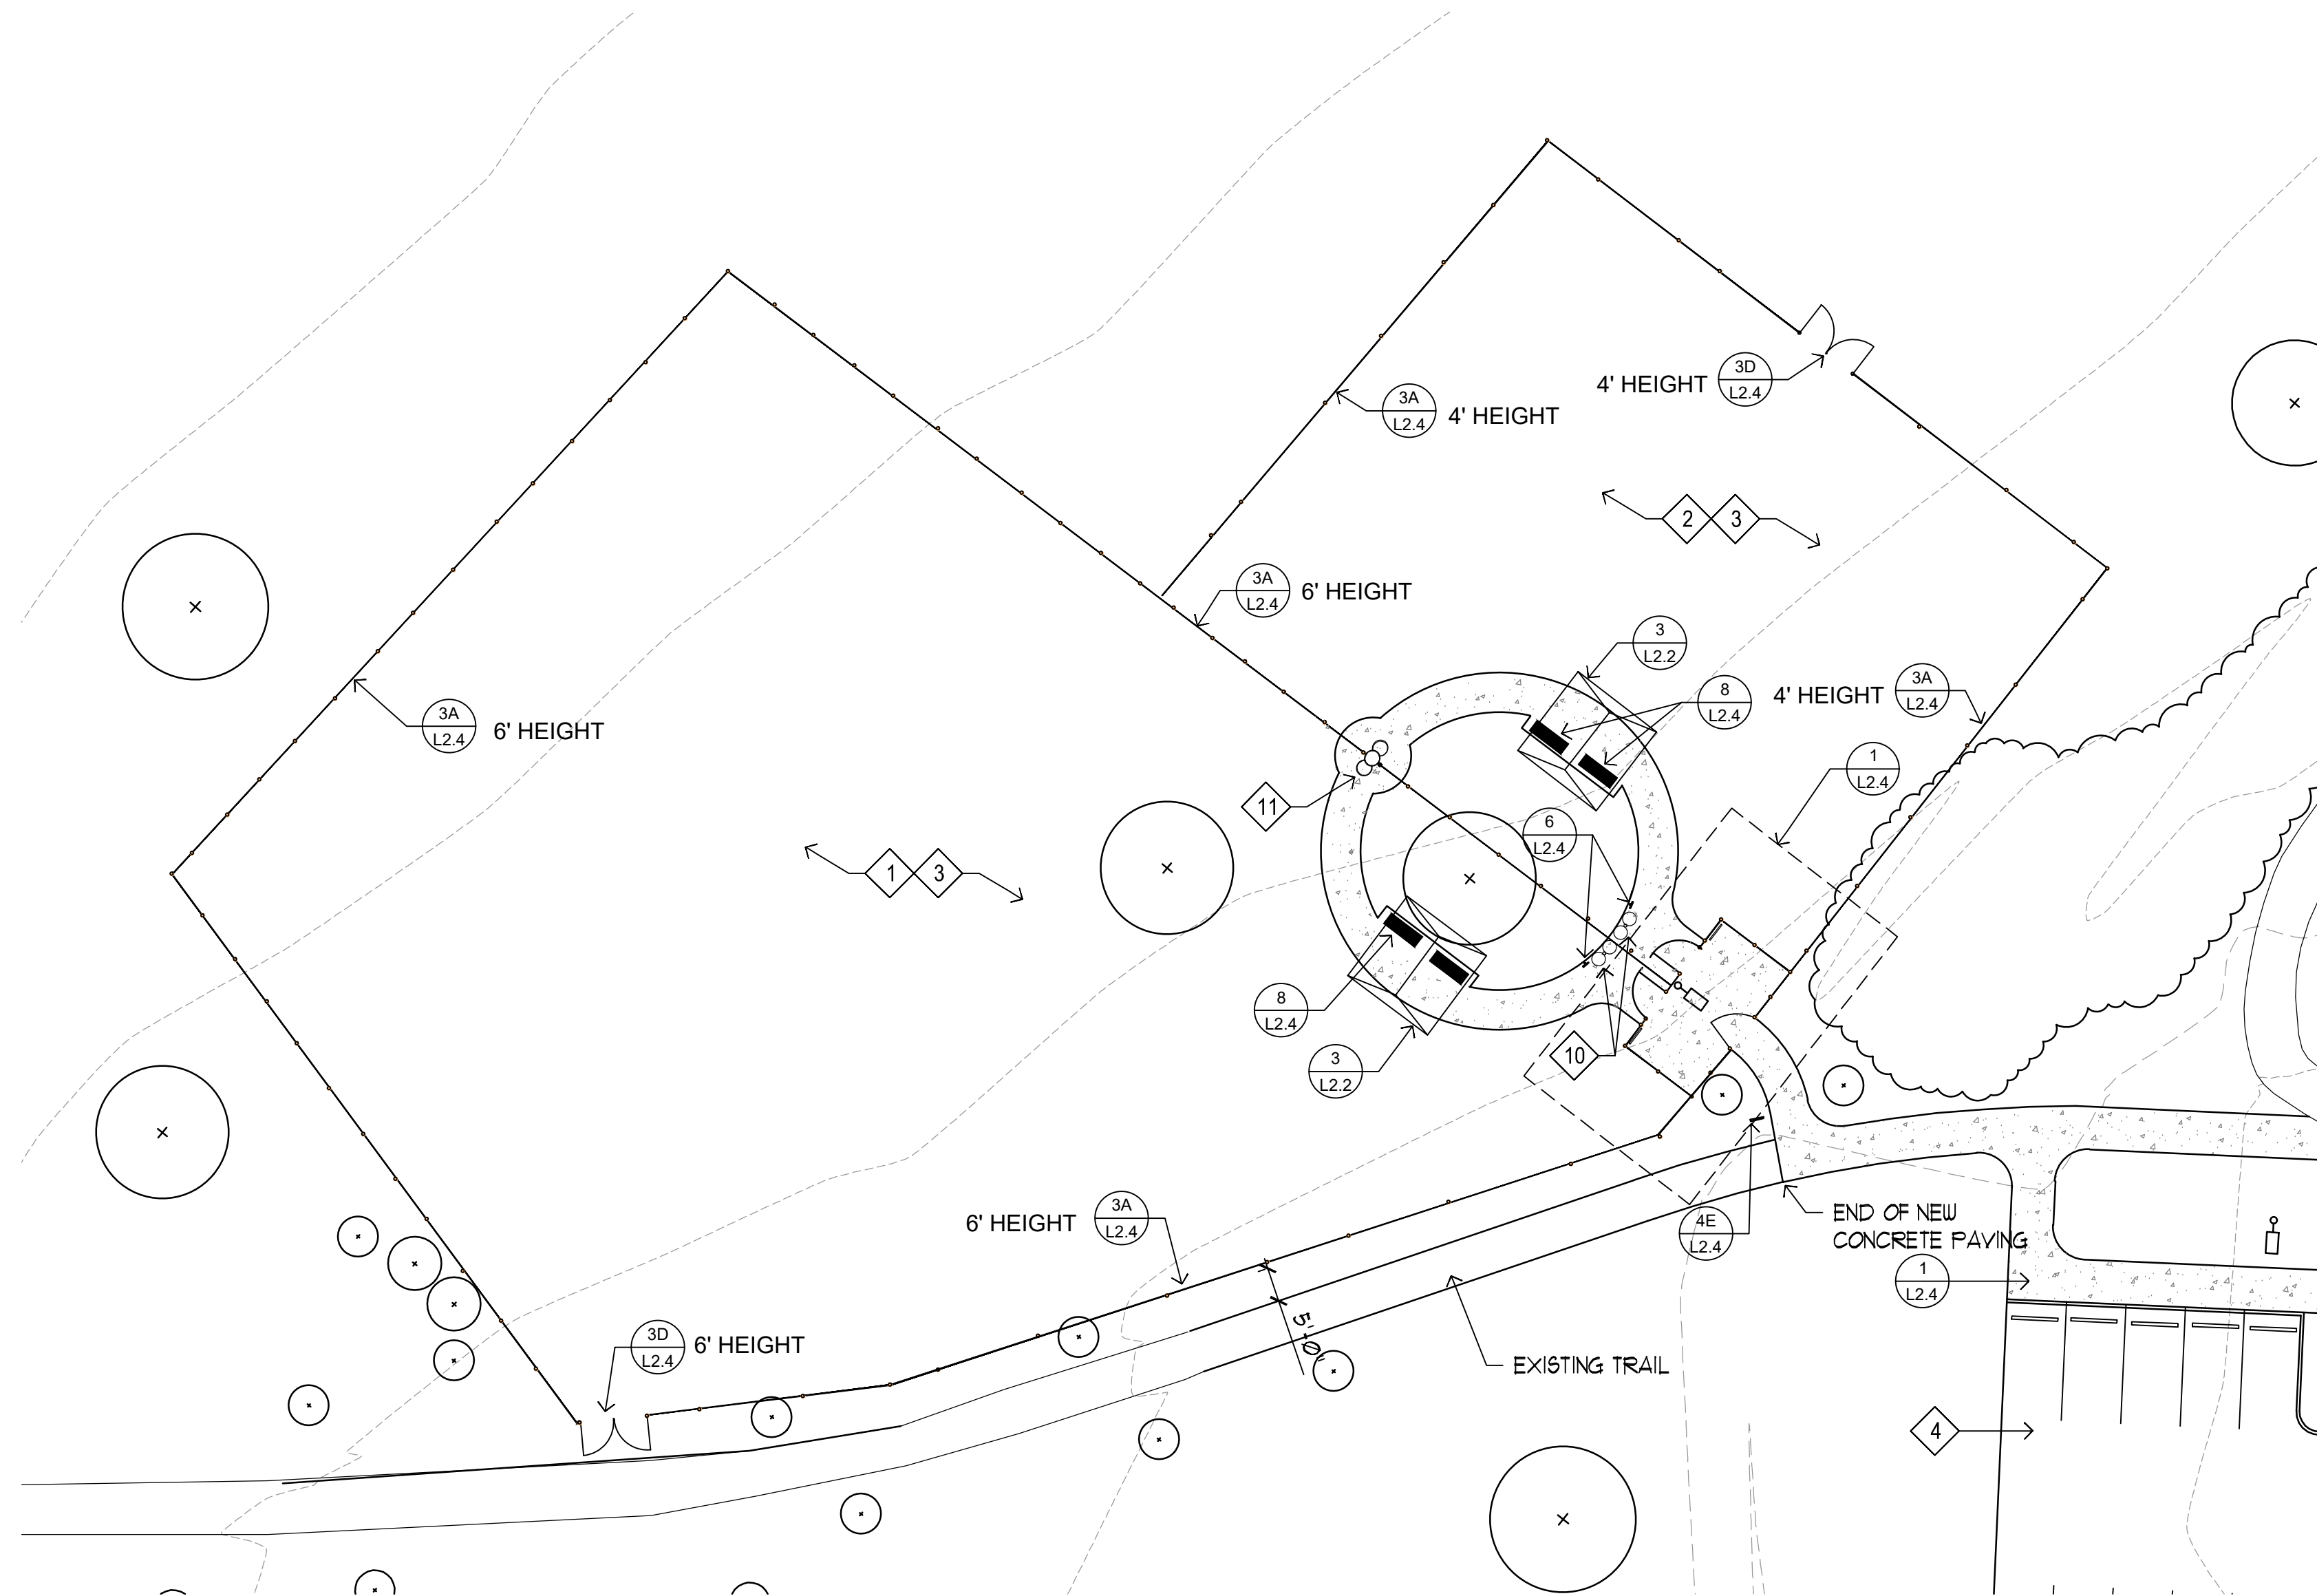 3D
4' HEIGHT
L2.4
3A
4' HEIGHT
L2.4
2
3
3A
6' HEIGHT
L2.4
3
L2.2
8
L2.4
4' HEIGHT
3A
L2.4
3A
6' HEIGHT
L2.4
1
L2.4
11
6
L2.4
1
3
8
L2.4
10
3
L2.2
6' HEIGHT
3A
L2.4
4E
L2.4
END OF NEW
CONCRETE PAVING
1
L2.4
5'-0"
3D
6' HEIGHT
L2.4
EXISTING TRAIL
4